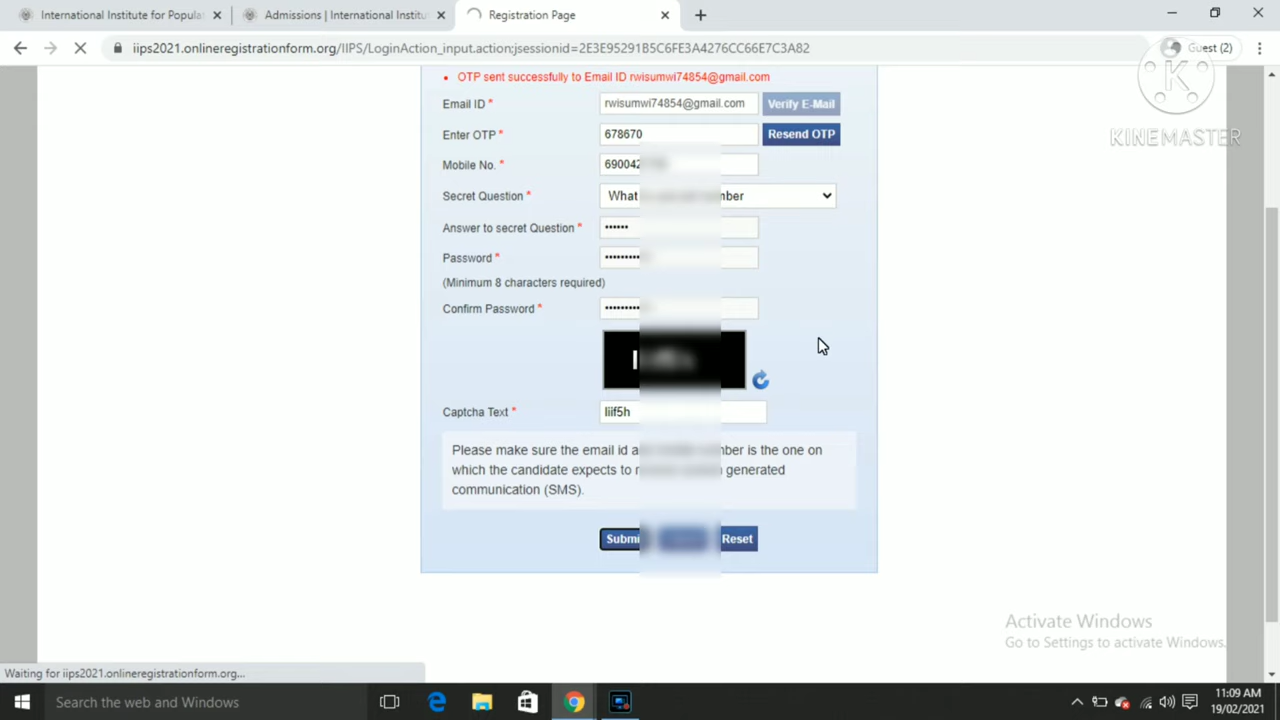 International Institute for Popula
Admissions | International Institu
Registration Page
iips2021.onlineregistrationform.org/IIPS/LoginAction_input.action;jsessionid=2E3E95291B5C6FE3A4276CC66E7C3A82
Guest (2)
K
KINEMASTER
OTP sent successfully to Email ID rwisumwi74854@gmail.com
Email ID * rwisumwi74854@gmail.com Verify E-Mail
Enter OTP * 678670 Resend OTP
Mobile No. * 690042
Secret Question * What
Answer to secret Question * ••••••
Password * •••••••••
(Minimum 8 characters required)
Confirm Password * •••••••••
Captcha Text * liif5h
Please make sure the email id number is the one on
which the candidate expects to generated
communication (SMS).
Submi Reset
Activate Windows
Go to Settings to activate Windows.
Waiting for iips2021.onlineregistrationform.org...
Search the web and Windows
11:09 AM
19/02/2021